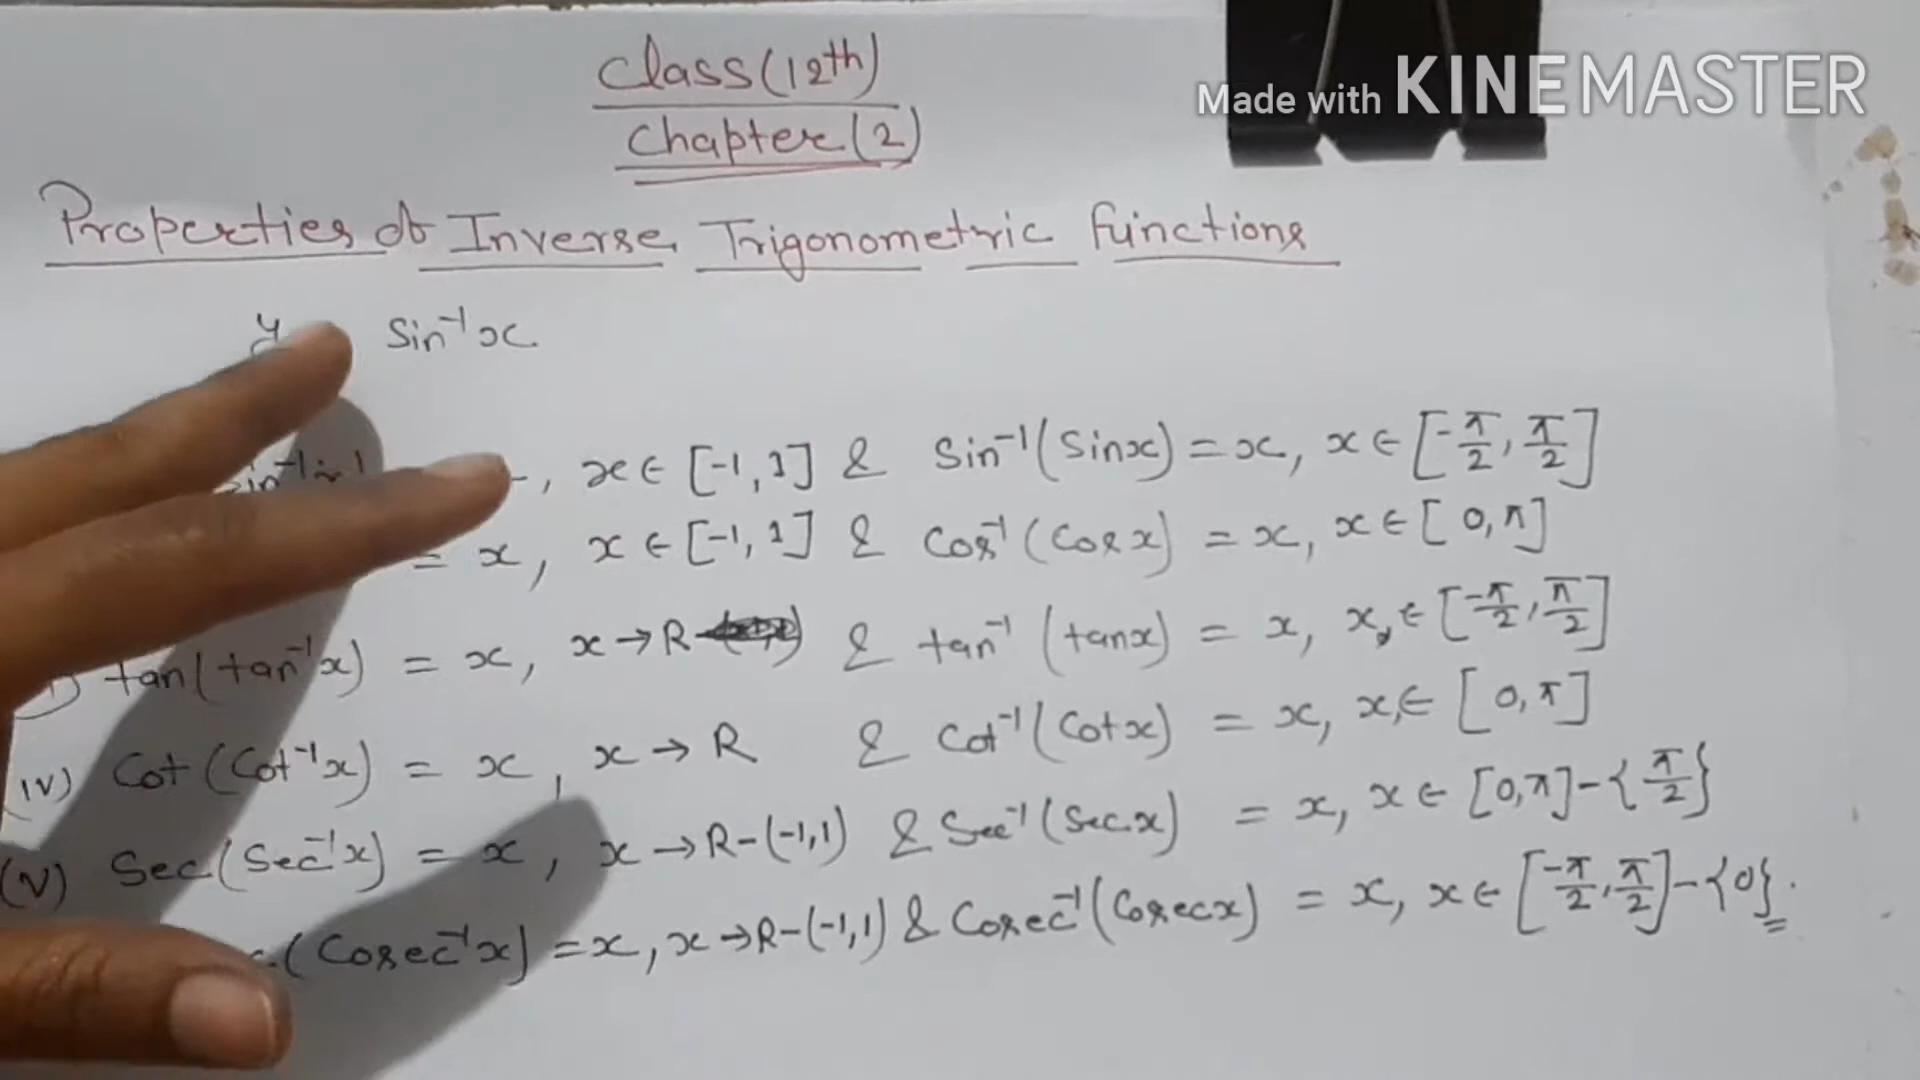 Class (12th)
Made with KINEMASTER
Chapter (2)
Properties of Inverse Trigonometric functions
y Sin⁻¹x
, x ∈ [-1, 1] & Sin⁻¹(Sinx) = x, x ∈ [-π/2, π/2]
= x, x ∈ [-1, 1] & Cos⁻¹(Cosx) = x, x ∈ [0, π]
tan(tan⁻¹x) = x, x → R & tan⁻¹(tanx) = x, x, ∈ [-π/2, π/2]
(IV) Cot(Cot⁻¹x) = x, x → R & Cot⁻¹(Cotx) = x, x, ∈ [0, π]
(V) Sec(Sec⁻¹x) = x, x → R-(-1,1) & Sec⁻¹(Secx) = x, x ∈ [0,π]-{π/2}
(Cosec⁻¹x) = x, x → R-(-1,1) & Cosec⁻¹(Cosecx) = x, x ∈ [-π/2, π/2]-{0}.